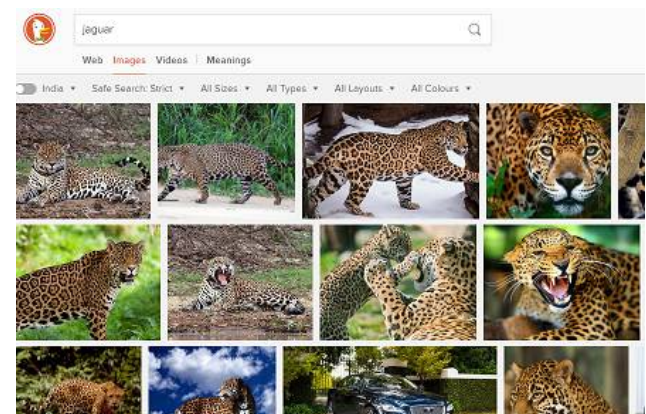 jaguar
Web Images Videos Meanings
India Safe Search: Strict All Sizes All Types All Layouts All Colours